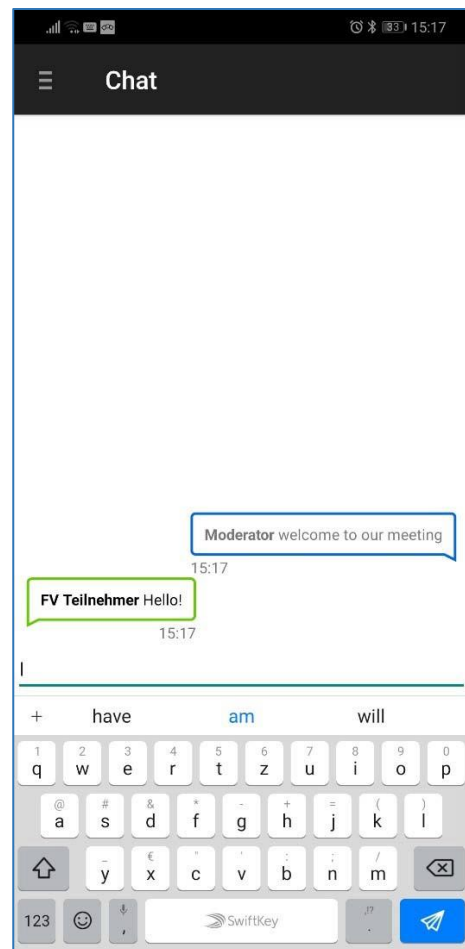 33 15:17
Chat
Moderator welcome to our meeting
15:17
FV Teilnehmer Hello!
15:17
I
+ have am will
1 2 3 4 5 6 7 8 9 0
q w e r t z u i o p
@ # & * - + = ( )
a s d f g h j k l
_ € " ' : ; /
y x c v b n m
123 , SwiftKey ,!? .